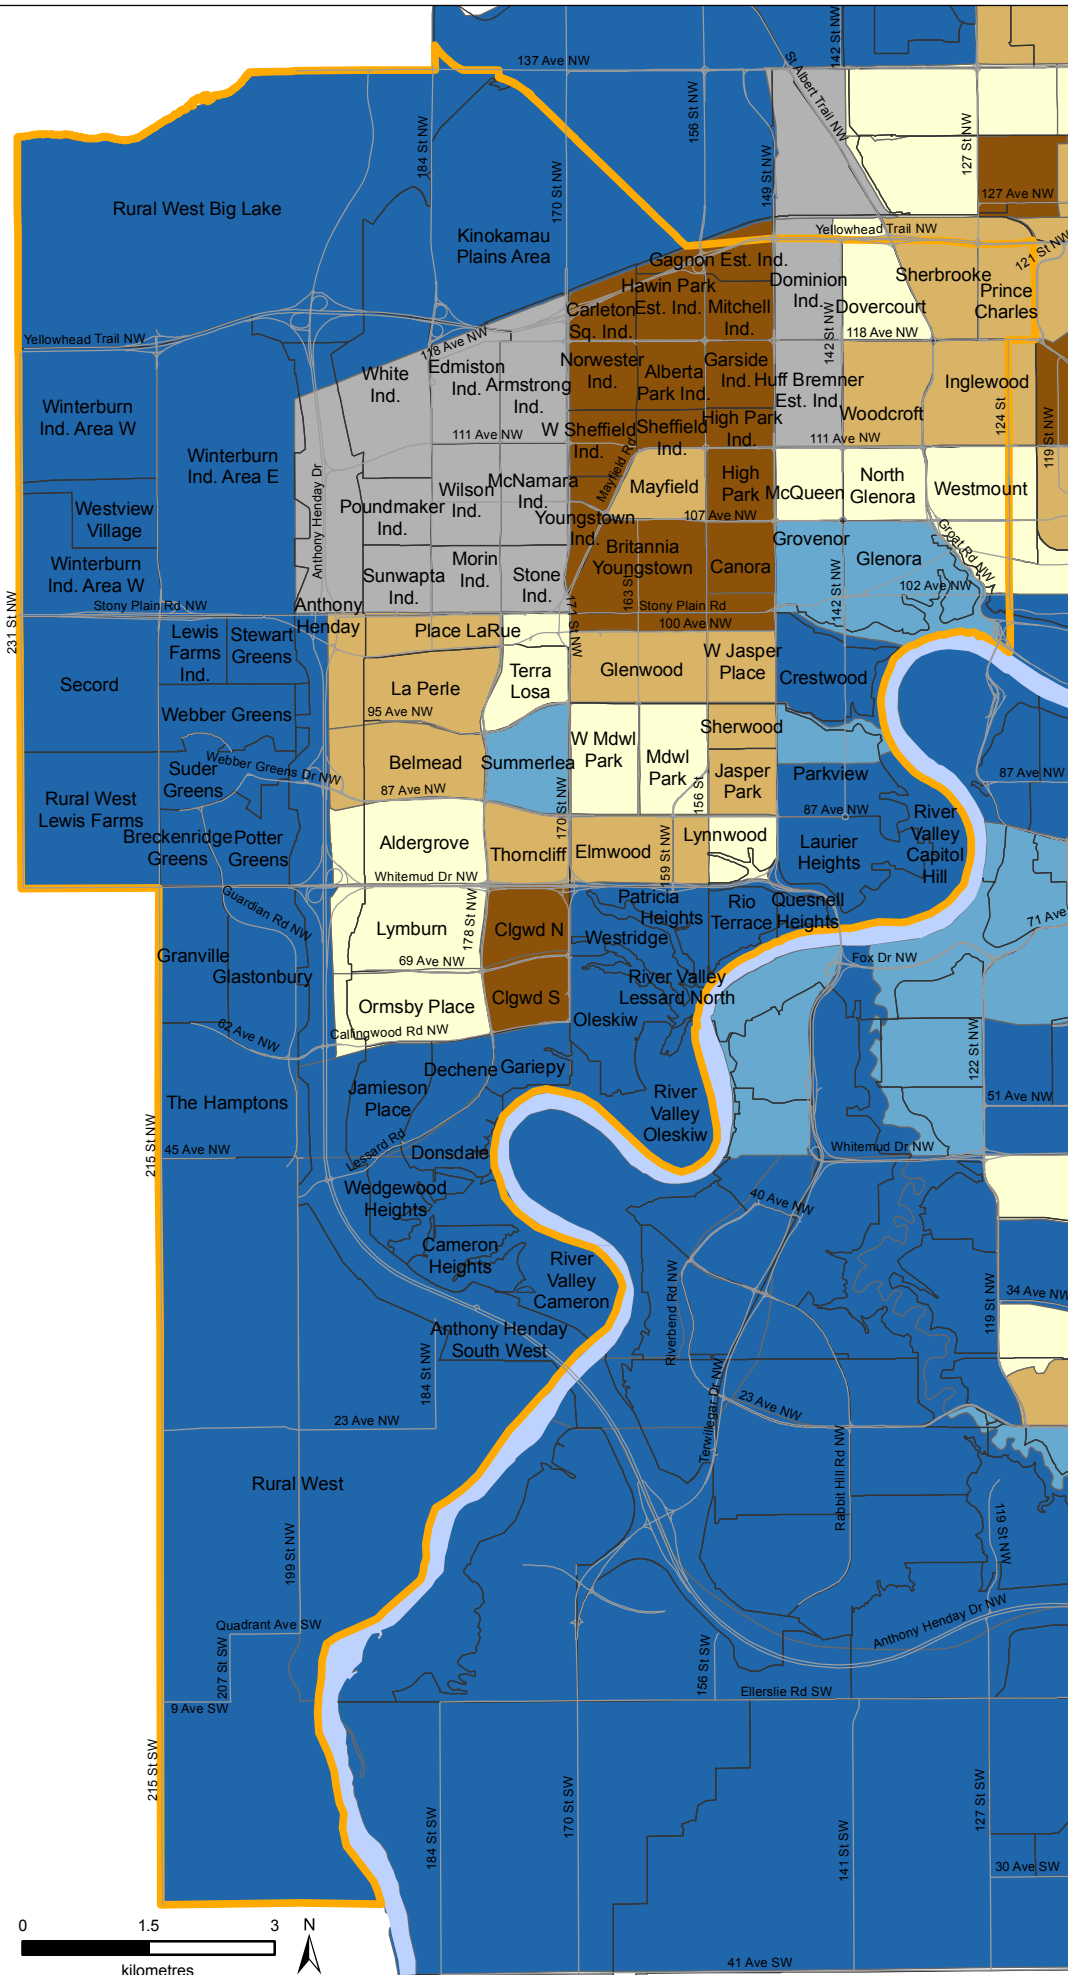 137 Ave NW
142 St NW
St Albert Trail NW
156 St NW
184 St NW
127 St NW
149 St NW
170 St NW
127 Ave NW
Rural West Big Lake
Kinokamau
Plains Area
Yellowhead Trail NW
121 St NW
Gagnon Est. Ind.
Hawin Park
Est. Ind.
Dominion
Ind.
Sherbrooke
Prince
Charles
Carleton
Sq. Ind.
Mitchell
Ind.
Dovercourt
118 Ave NW
142 St NW
Yellowhead Trail NW
118 Ave NW
White
Ind.
Edmiston
Ind.
Armstrong
Ind.
Norwester
Ind.
Alberta
Park Ind.
Garside
Ind.
Huff Bremner
Est. Ind.
Inglewood
Woodcroft
124 St
119 St NW
Winterburn
Ind. Area W
111 Ave NW
W Sheffield
Ind.
Sheffield
Ind.
High Park
Ind.
111 Ave NW
Winterburn
Ind. Area E
Anthony Henday Dr
Mayfield Rd
Mayfield
High
Park
McQueen
North
Glenora
Westmount
Westview
Village
Poundmaker
Ind.
Wilson
Ind.
McNamara
Ind.
107 Ave NW
Youngstown
Ind.
Britannia
Youngstown
163 St
Canora
Grovenor
Glenora
Groat Rd NW
142 St NW
102 Ave NW
Winterburn
Ind. Area W
Sunwapta
Ind.
Morin
Ind.
Stone
Ind.
Stony Plain Rd NW
Stony Plain Rd
100 Ave NW
231 St NW
Anthony
Henday
Place LaRue
Lewis
Farms
Ind.
Stewart
Greens
Terra
Losa
Glenwood
W Jasper
Place
Crestwood
Secord
La Perle
95 Ave NW
Webber Greens
Sherwood
Webber Greens Dr NW
Suder
Greens
Belmead
87 Ave NW
Summerlea
W Mdwl
Park
Mdwl
Park
156 St
Jasper
Park
Parkview
87 Ave NW
87 Ave NW
Rural West
Lewis Farms
170 St NW
River
Valley
Capitol
Hill
Breckenridge
Greens
Potter
Greens
Aldergrove
Thorncliff
Elmwood
159 St NW
Lynnwood
Laurier
Heights
Whitemud Dr NW
Guardian Rd NW
Patricia
Heights
Rio
Terrace
Quesnell
Heights
71 Ave
Lymburn
178 St NW
Clgwd N
Westridge
69 Ave NW
Granville
Glastonbury
Fox Dr NW
River Valley
Lessard North
Ormsby Place
Clgwd S
Oleskiw
62 Ave NW
Callingwood Rd NW
122 St NW
Dechene
Gariepy
Jamieson
Place
The Hamptons
River
Valley
Oleskiw
51 Ave NW
215 St NW
45 Ave NW
Lessard Rd
Donsdale
Whitemud Dr NW
Wedgewood
Heights
40 Ave NW
Cameron
Heights
River
Valley
Cameron
Riverbend Rd NW
119 St NW
34 Ave NW
Anthony Henday
South West
184 St NW
23 Ave NW
Terwillegar Dr NW
23 Ave NW
Rural West
Rabbit Hill Rd NW
119 St NW
199 St NW
Quadrant Ave SW
207 St SW
Anthony Henday Dr NW
156 St SW
Ellerslie Rd SW
9 Ave SW
215 St SW
184 St SW
170 St SW
141 St SW
127 St SW
30 Ave SW
0 1.5 3
kilometres
N
41 Ave SW